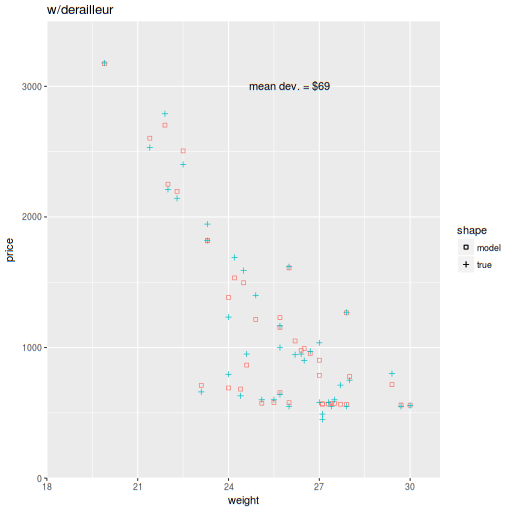 w/derailleur
mean dev. = $69
3000
2000
1000
0
price
18 21 24 27 30
weight
shape
model
true